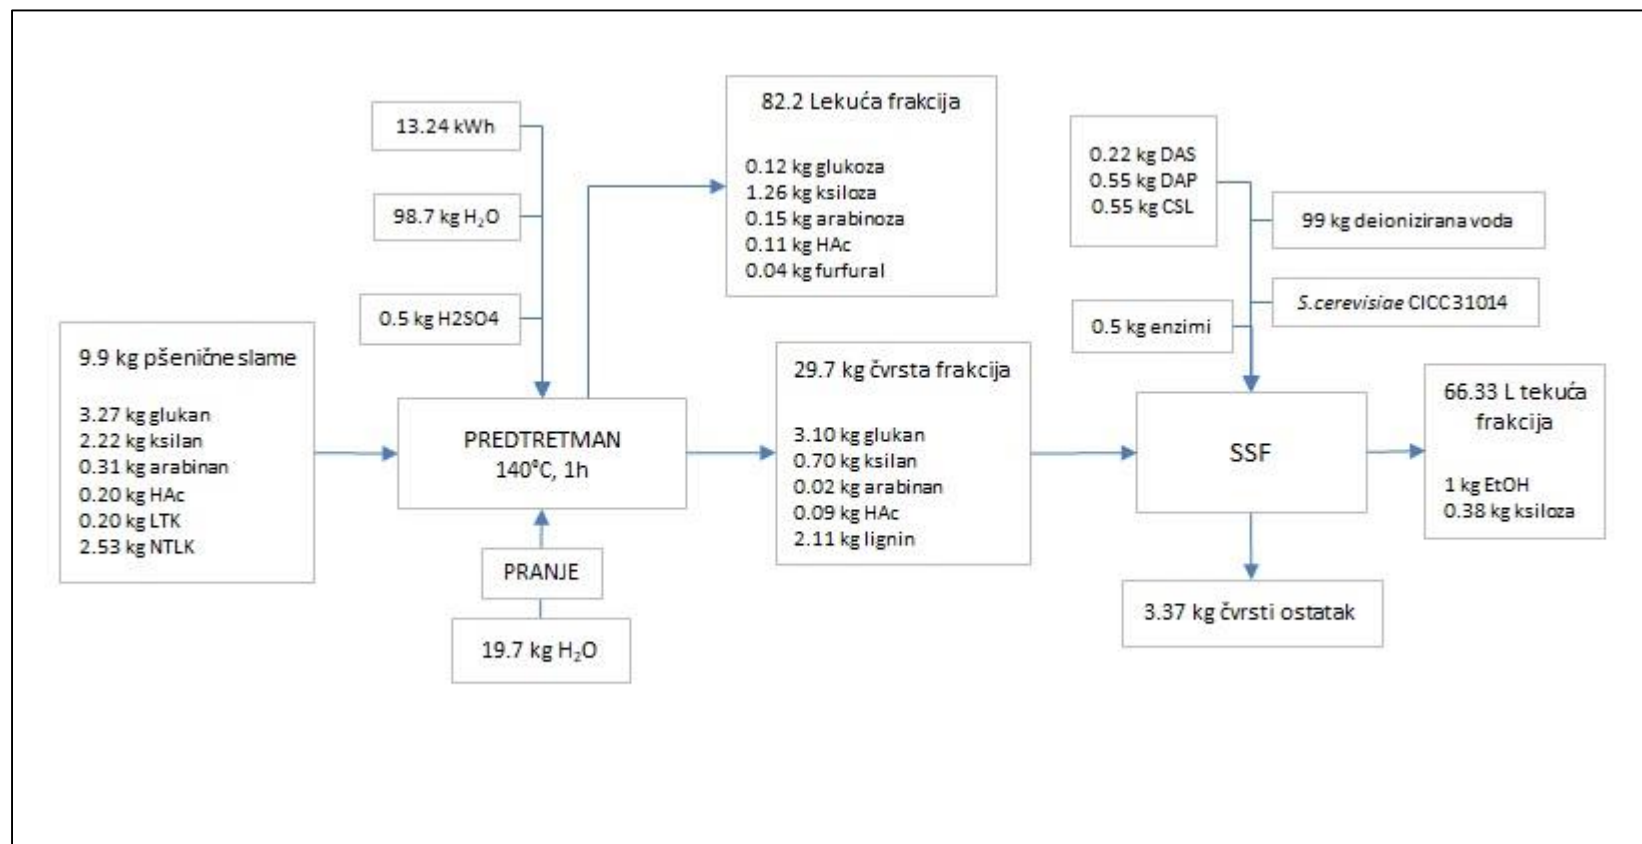 13.24 kWh
98.7 kg H₂O
0.5 kg H2SO4
82.2 Lekuća frakcija
0.12 kg glukoza
1.26 kg ksiloza
0.15 kg arabinoza
0.11 kg HAc
0.04 kg furfural
0.22 kg DAS
0.55 kg DAP
0.55 kg CSL
99 kg deionizirana voda
S.cerevisiae CICC 31014
0.5 kg enzimi
9.9 kg pšenične slame
3.27 kg glukan
2.22 kg ksilan
0.31 kg arabinan
0.20 kg HAc
0.20 kg LTK
2.53 kg NTLK
PREDTRETMAN
140°C, 1h
PRANJE
19.7 kg H₂O
29.7 kg čvrsta frakcija
3.10 kg glukan
0.70 kg ksilan
0.02 kg arabinan
0.09 kg HAc
2.11 kg lignin
SSF
66.33 L tekuća
frakcija
1 kg EtOH
0.38 kg ksiloza
3.37 kg čvrsti ostatak